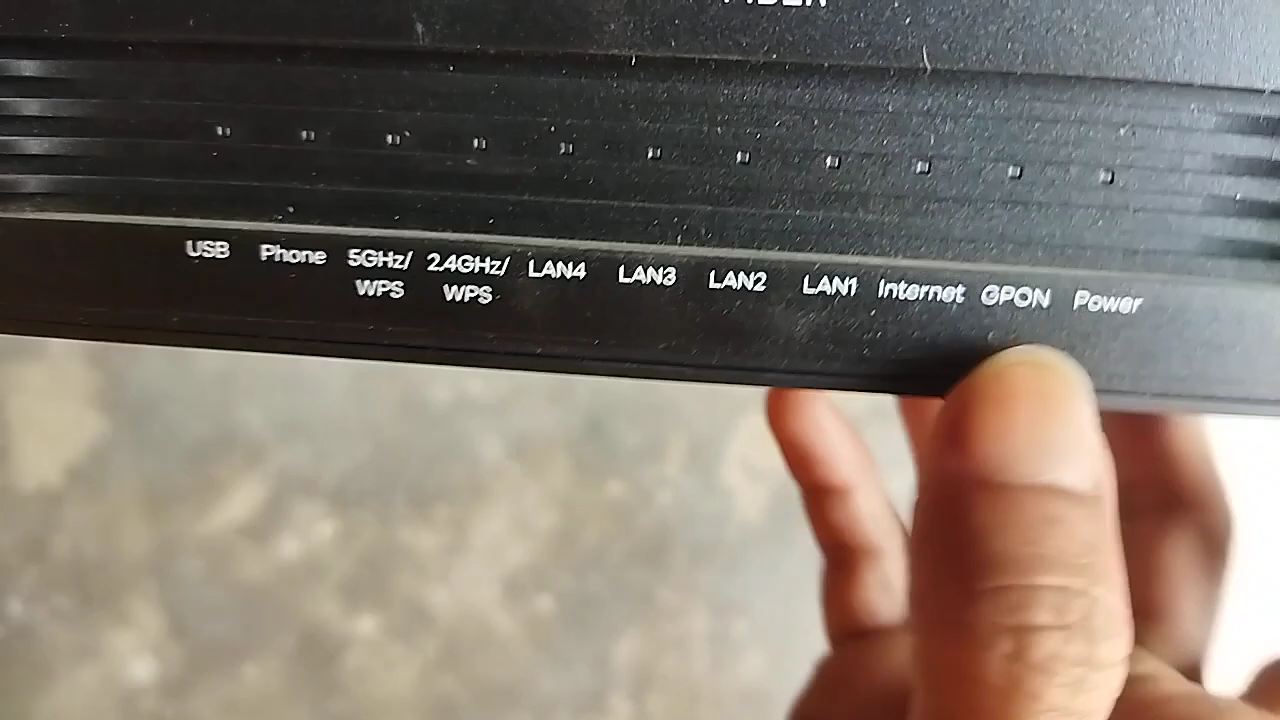 USB Phone 5GHz/ 2.4GHz/ LAN4 LAN3 LAN2 LAN1 Internet GPON Power
WPS WPS